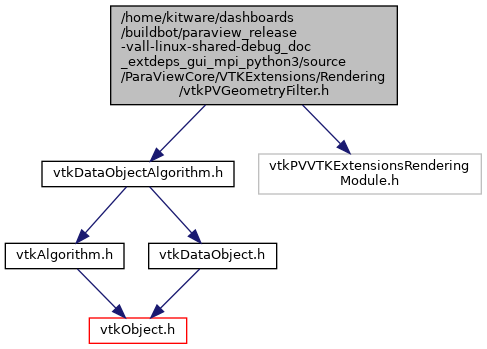 /home/kitware/dashboards
/buildbot/paraview_release
-vall-linux-shared-debug_doc
_extdeps_gui_mpi_python3/source
/ParaViewCore/VTKExtensions/Rendering
/vtkPVGeometryFilter.h
vtkDataObjectAlgorithm.h
vtkPVVTKExtensionsRendering
Module.h
vtkAlgorithm.h
vtkDataObject.h
vtkObject.h